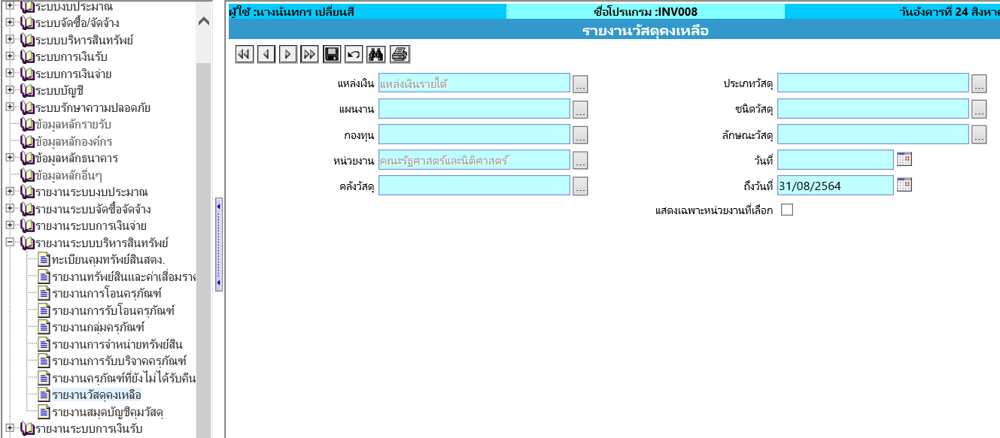 ระบบงบประมาณ
ระบบจัดซื้อ/จัดจ้าง
ระบบบริหารสินทรัพย์
ระบบการเงินรับ
ระบบการเงินจ่าย
ระบบบัญชี
ระบบรักษาความปลอดภัย
ข้อมูลหลักรายรับ
ข้อมูลหลักองค์กร
ข้อมูลหลักธนาคาร
ข้อมูลหลักอื่นๆ
รายงานระบบงบประมาณ
รายงานระบบจัดซื้อจัดจ้าง
รายงานระบบการเงินจ่าย
รายงานระบบบริหารสินทรัพย์
ทะเบียนคุมทรัพย์สินสตง.
รายงานทรัพย์สินและค่าเสื่อมราค
รายงานการโอนครุภัณฑ์
รายงานการรับโอนครุภัณฑ์
รายงานกลุ่มครุภัณฑ์
รายงานการจำหน่ายทรัพย์สิน
รายงานการรับบริจาคครุภัณฑ์
รายงานครุภัณฑ์ที่ยังไม่ได้รับคืน
รายงานวัสดุคงเหลือ
รายงานสมุดบัญชีคุมวัสดุ
รายงานระบบการเงินรับ
ผู้ใช้ :นางนันทกร เปลี่ยนสี ชื่อโปรแกรม :INV008 วันอังคารที่ 24 สิงหาค
รายงานวัสดุคงเหลือ
แหล่งเงิน แหล่งเงินรายได้ ... ประเภทวัสดุ ...
แผนงาน ... ชนิดวัสดุ ...
กองทุน ... ลักษณะวัสดุ ...
หน่วยงาน คณะรัฐศาสตร์และนิติศาสตร์ ... วันที่
คลังวัสดุ ... ถึงวันที่ 31/08/2564
แสดงเฉพาะหน่วยงานที่เลือก